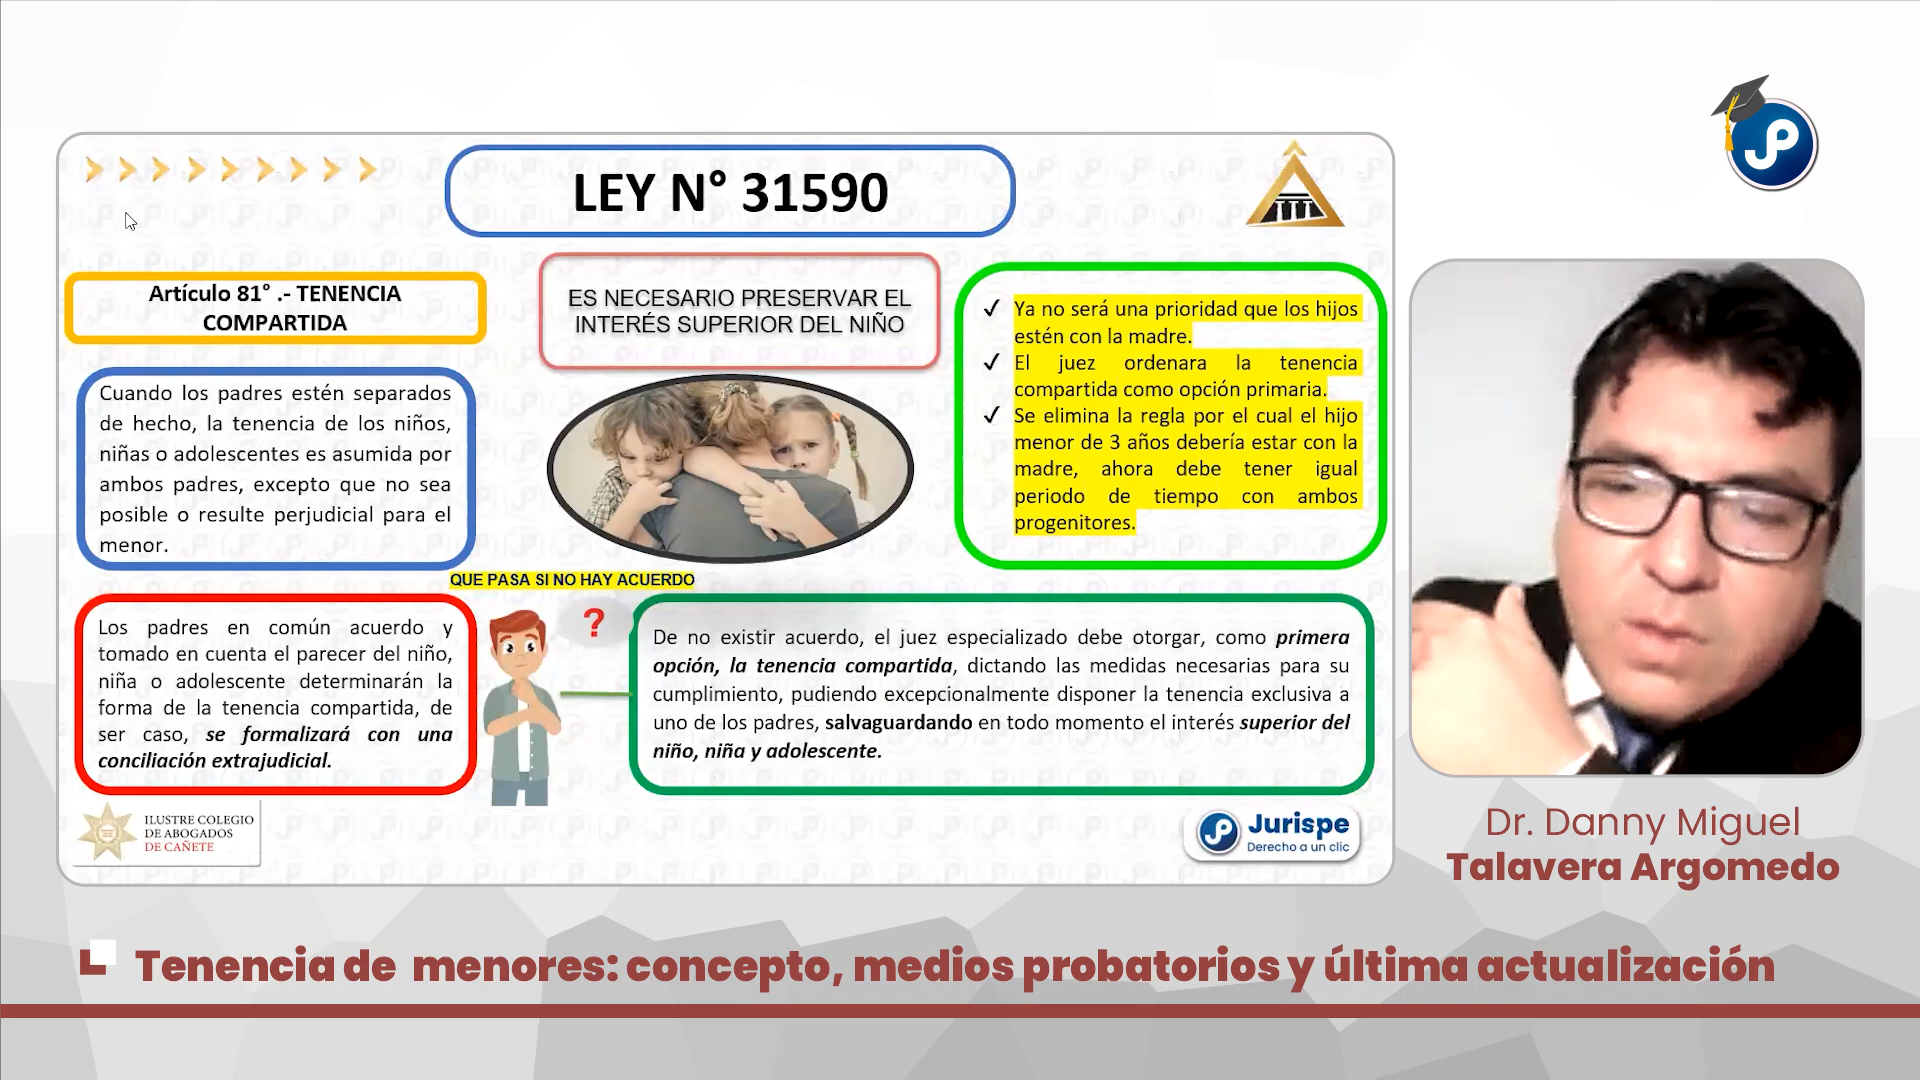 LEY N° 31590
Artículo 81° .- TENENCIA
COMPARTIDA
ES NECESARIO PRESERVAR EL
INTERÉS SUPERIOR DEL NIÑO
Cuando los padres estén separados
de hecho, la tenencia de los niños,
niñas o adolescentes es asumida por
ambos padres, excepto que no sea
posible o resulte perjudicial para el
menor.
✓ Ya no será una prioridad que los hijos
estén con la madre.
✓ El juez ordenara la tenencia
compartida como opción primaria.
✓ Se elimina la regla por el cual el hijo
menor de 3 años debería estar con la
madre, ahora debe tener igual
periodo de tiempo con ambos
progenitores.
QUE PASA SI NO HAY ACUERDO
?
Los padres en común acuerdo y
tomado en cuenta el parecer del niño,
niña o adolescente determinarán la
forma de la tenencia compartida, de
ser caso, se formalizará con una
conciliación extrajudicial.
De no existir acuerdo, el juez especializado debe otorgar, como primera
opción, la tenencia compartida, dictando las medidas necesarias para su
cumplimiento, pudiendo excepcionalmente disponer la tenencia exclusiva a
uno de los padres, salvaguardando en todo momento el interés superior del
niño, niña y adolescente.
ILUSTRE COLEGIO
DE ABOGADOS
DE CAÑETE
JP
Jurispe
Derecho a un clic
JP
Dr. Danny Miguel
Talavera Argomedo
Tenencia de menores: concepto, medios probatorios y última actualización